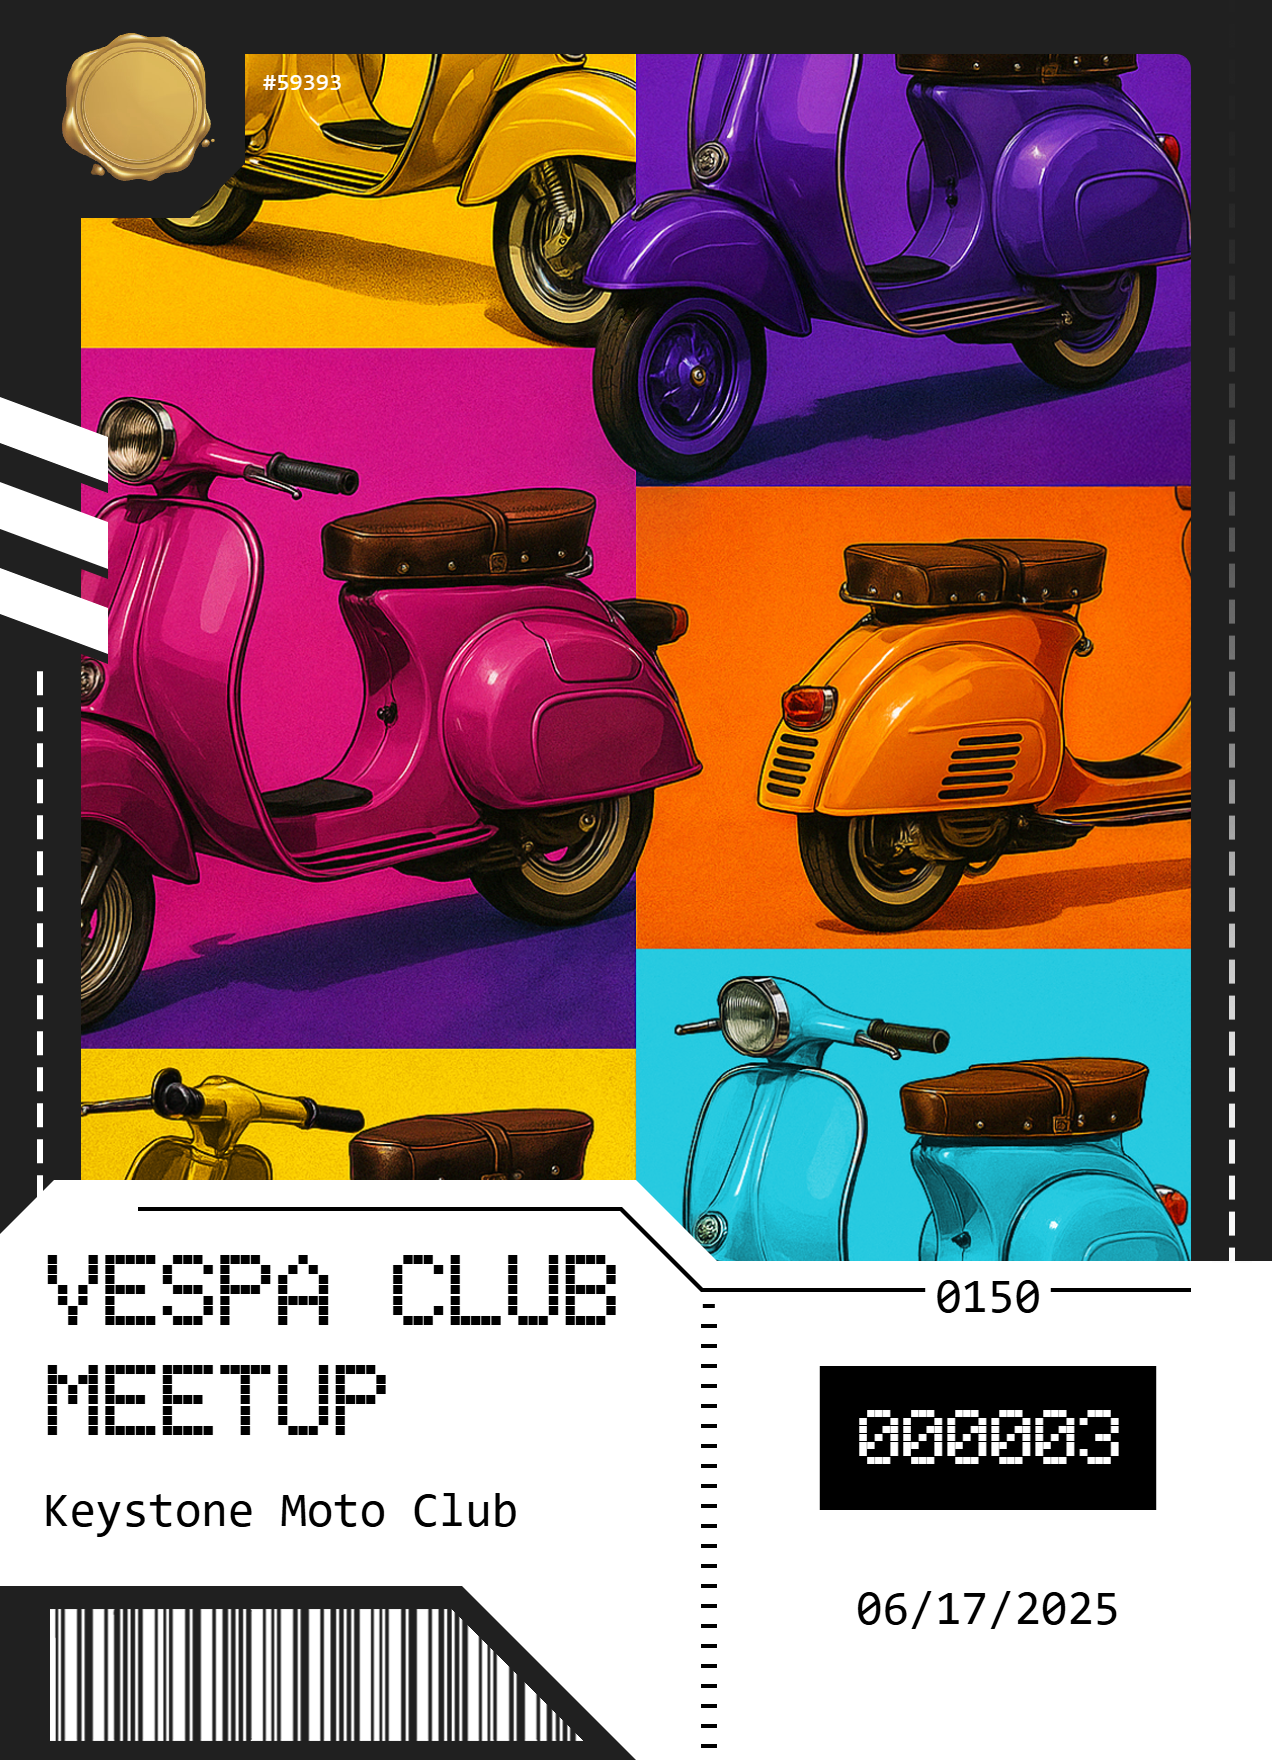 #59393
VESPA CLUB
MEETUP
Keystone Moto Club
0150
000003
06/17/2025